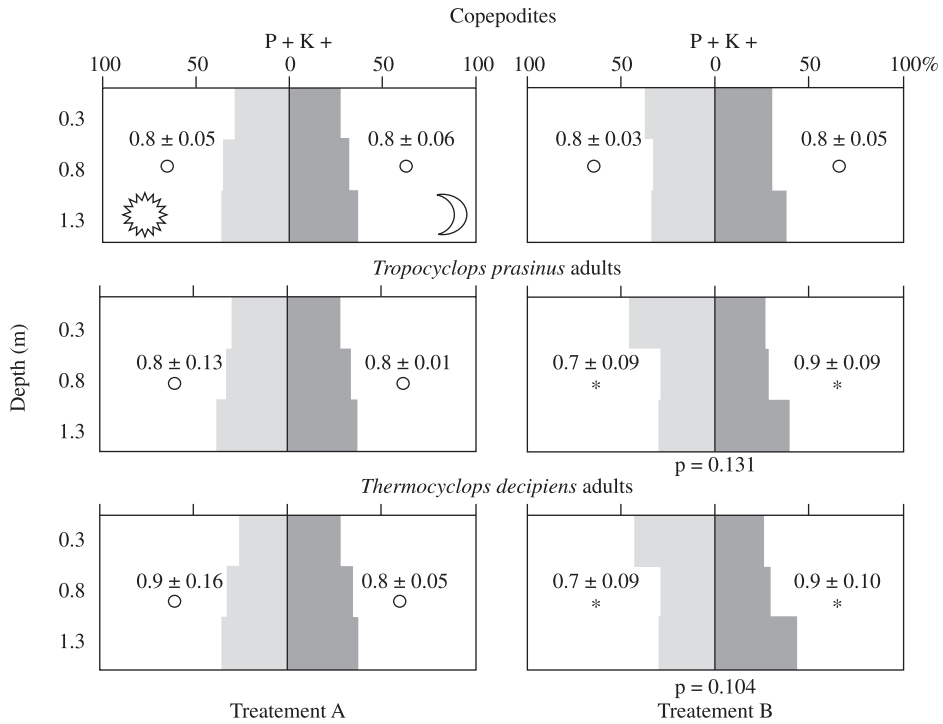 Copepodites
P + K + P + K +
100 50 0 50 100 100 50 0 50 100%
0.3
0.8 ± 0.05 0.8 ± 0.06 0.8 ± 0.03 0.8 ± 0.05
0.8
1.3
Tropocyclops prasinus adults
0.3
0.8 ± 0.13 0.8 ± 0.01 0.7 ± 0.09 0.9 ± 0.09
0.8 * *
1.3
p = 0.131
Depth (m)
Thermocyclops decipiens adults
0.3
0.9 ± 0.16 0.8 ± 0.05 0.7 ± 0.09 0.9 ± 0.10
0.8 * *
1.3
p = 0.104
Treatement A Treatement B